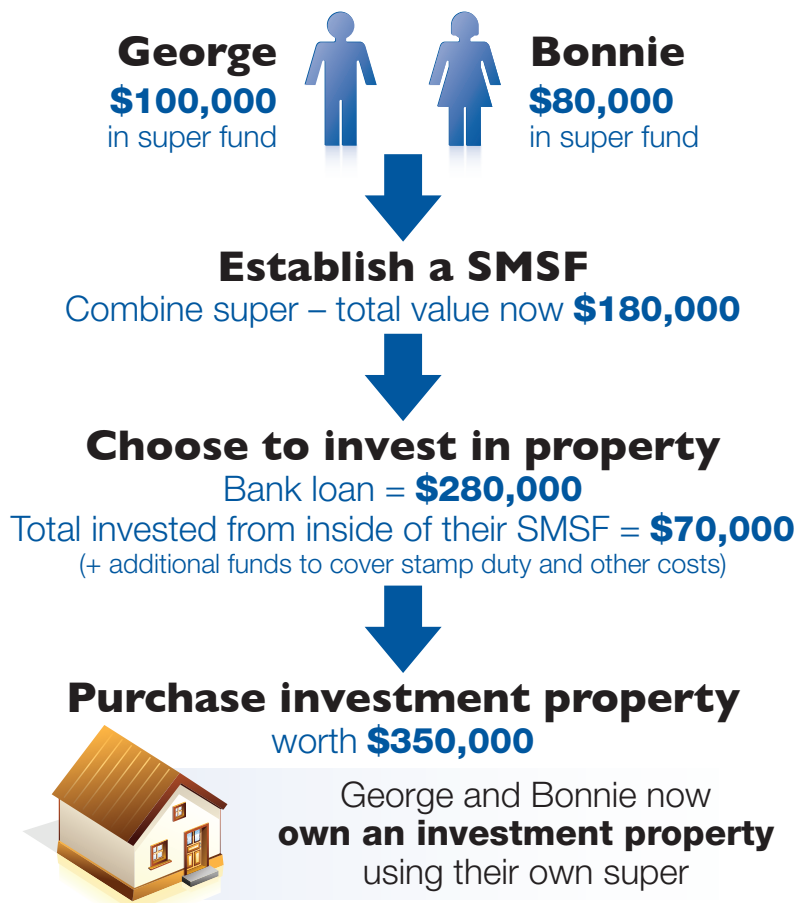 George
$100,000
in super fund
Bonnie
$80,000
in super fund
Establish a SMSF
Combine super – total value now $180,000
Choose to invest in property
Bank loan = $280,000
Total invested from inside of their SMSF = $70,000
(+ additional funds to cover stamp duty and other costs)
Purchase investment property
worth $350,000
George and Bonnie now
own an investment property
using their own super